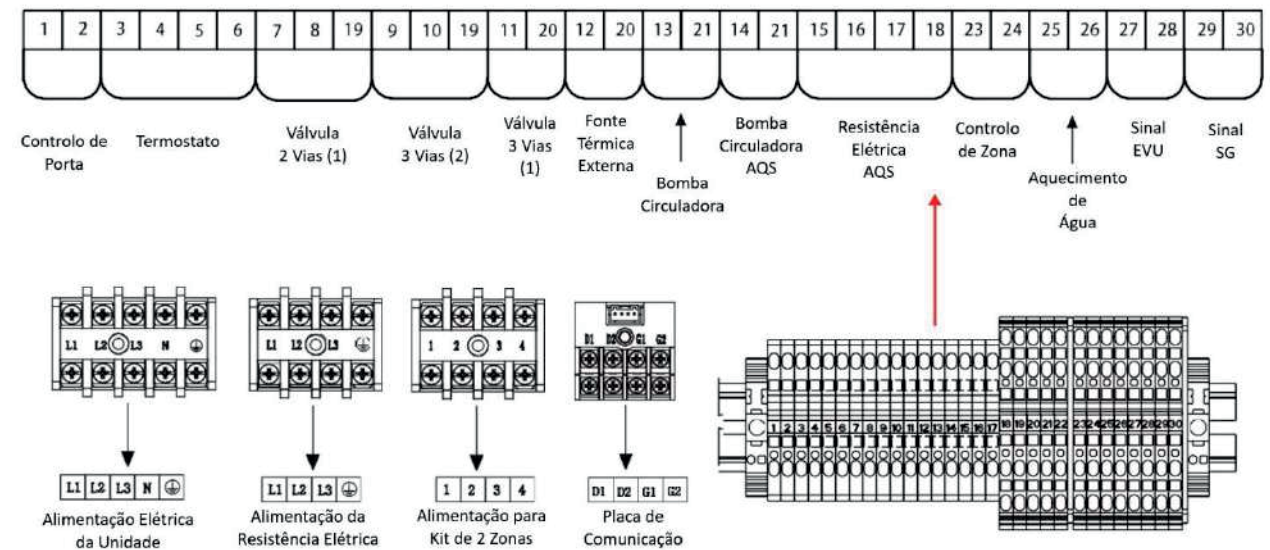 1 2 3 4 5 6 7 8 19 9 10 19 11 20 12 20 13 21 14 21 15 16 17 18 23 24 25 26 27 28 29 30
Controlo de
Porta
Termostato
Válvula
2 Vias (1)
Válvula
3 Vias (2)
Válvula
3 Vias
(1)
Fonte
Térmica
Externa
Bomba
Circuladora
Bomba
Circuladora
AQS
Resistência
Elétrica
AQS
Controlo
de Zona
Aquecimento
de
Água
Sinal
EVU
Sinal
SG
L1 L2 L3 N
L1 L2 L3
1 2 3 4
D1 D2 G1 G2
1 2 3 4 5 6 7 8 9 10 11 12 13 14 15 16 17 18 19 20 21 22 23 24 25 26 27 28 29 30
L1 L2 L3 N
Alimentação Elétrica
da Unidade
L1 L2 L3
Alimentação da
Resistência Elétrica
1 2 3 4
Alimentação para
Kit de 2 Zonas
D1 D2 G1 G2
Placa de
Comunicação